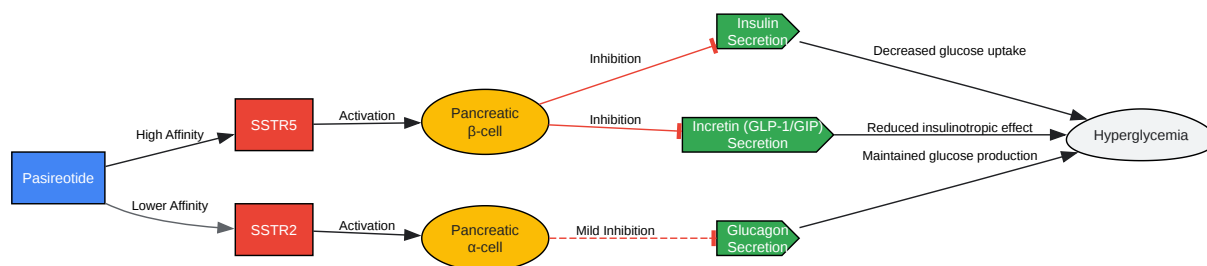 Pasireotide
High Affinity
Lower Affinity
SSTR5
SSTR2
Activation
Activation
Pancreatic
β-cell
Pancreatic
α-cell
Inhibition
Inhibition
Mild Inhibition
Insulin
Secretion
Incretin (GLP-1/GIP)
Secretion
Glucagon
Secretion
Decreased glucose uptake
Reduced insulinotropic effect
Maintained glucose production
Hyperglycemia